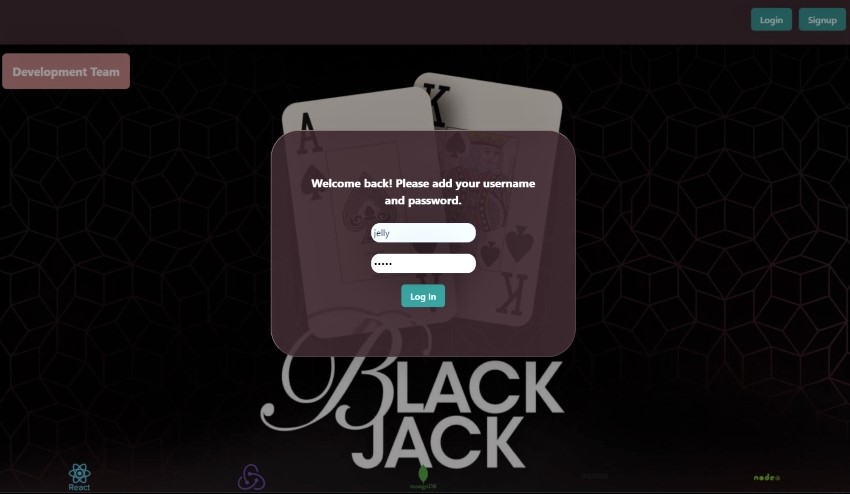 Login
Signup
Development Team
K
A
Welcome back! Please add your username
and password.
jelly
•••••
Log In
K
BLACK
JACK
React
mongoDB
node